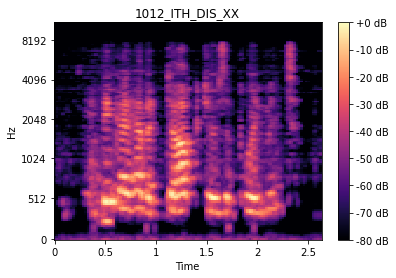 1012_ITH_DIS_XX
8192
4096
2048
1024
512
0
Hz
0
0.5
1
1.5
2
2.5
Time
+0 dB
-10 dB
-20 dB
-30 dB
-40 dB
-50 dB
-60 dB
-70 dB
-80 dB